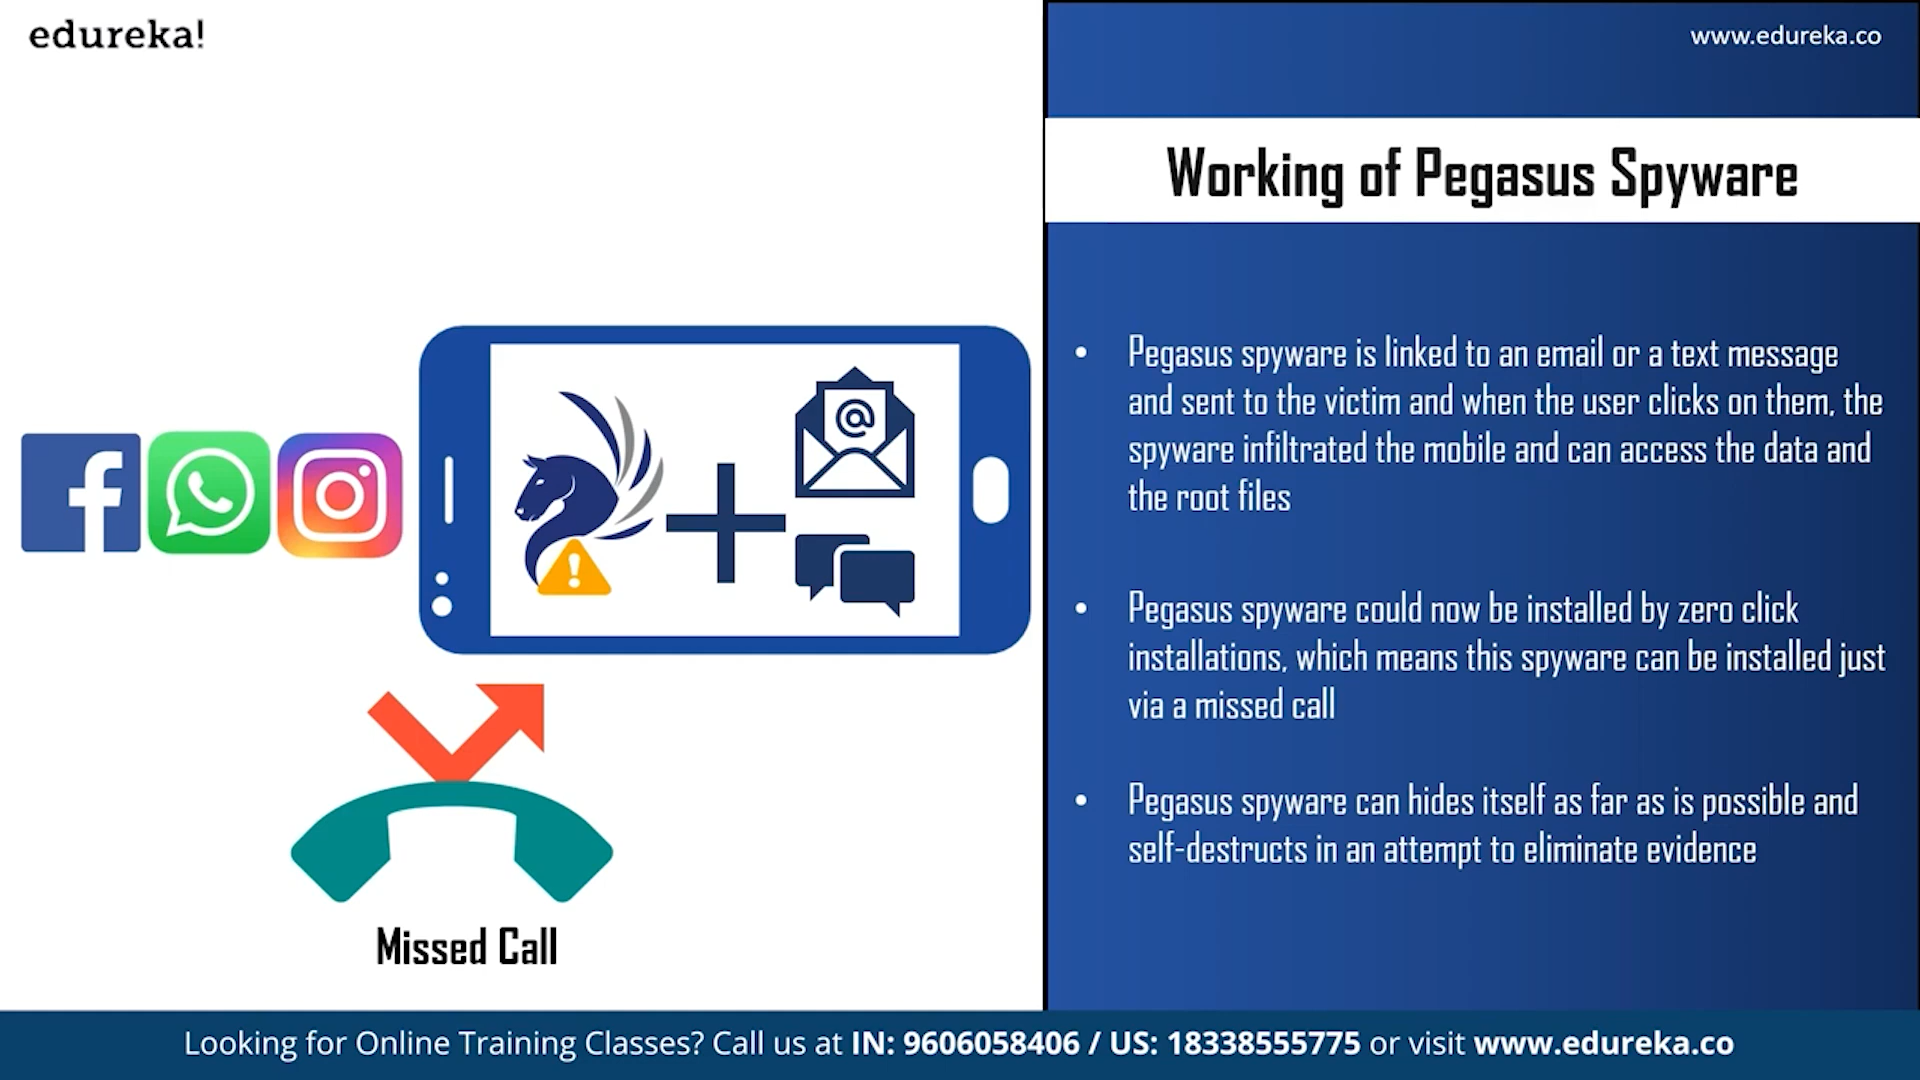 edureka!
www.edureka.co
Working of Pegasus Spyware
• Pegasus spyware is linked to an email or a text message
and sent to the victim and when the user clicks on them, the
spyware infiltrated the mobile and can access the data and
the root files
• Pegasus spyware could now be installed by zero click
installations, which means this spyware can be installed just
via a missed call
• Pegasus spyware can hides itself as far as is possible and
self-destructs in an attempt to eliminate evidence
Missed Call
Looking for Online Training Classes? Call us at IN: 9606058406 / US: 18338555775 or visit www.edureka.co